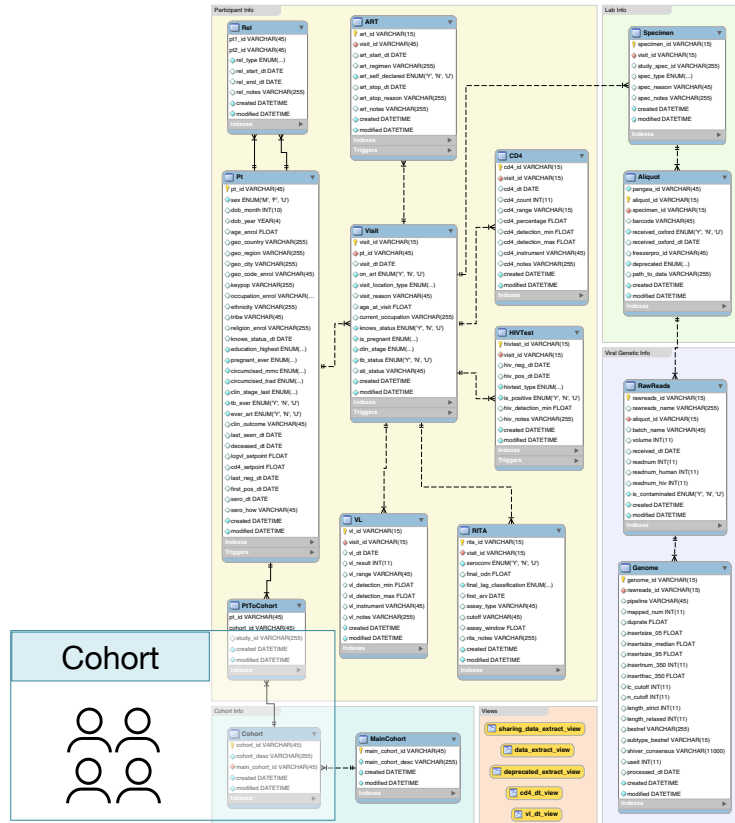 Participant Info
Rel
pt1_id VARCHAR(45)
pt2_id VARCHAR(45)
rel_type ENUM(...)
rel_start_dt DATE
rel_end_dt DATE
rel_notes VARCHAR(255)
created DATETIME
modified DATETIME
Indexes
ART
art_id VARCHAR(15)
visit_id VARCHAR(45)
art_start_dt DATE
art_regimen VARCHAR(255)
art_self_declared ENUM('Y', 'N', 'U')
art_stop_dt DATE
art_stop_reason VARCHAR(255)
art_notes VARCHAR(255)
created DATETIME
modified DATETIME
Indexes
Triggers
Pt
pt_id VARCHAR(45)
sex ENUM('M', 'F', 'U')
dob_month INT(10)
dob_year YEAR(4)
age_enrol FLOAT
geo_country VARCHAR(255)
geo_region VARCHAR(255)
geo_city VARCHAR(255)
geo_code_enrol VARCHAR(45)
keypop VARCHAR(255)
occupation_enrol VARCHAR(...
ethnicity VARCHAR(255)
tribe VARCHAR(45)
religion_enrol VARCHAR(255)
knows_status_dt DATE
education_highest ENUM(...)
pregnant_ever ENUM(...)
circumcised_mmc ENUM(...)
circumcised_trad ENUM(...)
clin_stage_last ENUM(...)
tb_ever ENUM('Y', 'N', 'U')
ever_art ENUM('Y', 'N', 'U')
clin_outcome VARCHAR(45)
last_seen_dt DATE
deceased_dt DATE
logvl_setpoint FLOAT
cd4_setpoint FLOAT
last_neg_dt DATE
first_pos_dt DATE
sero_dt DATE
sero_how VARCHAR(45)
created DATETIME
modified DATETIME
Indexes
Triggers
Visit
visit_id VARCHAR(15)
pt_id VARCHAR(45)
visit_dt DATE
on_art ENUM('Y', 'N', 'U')
visit_location_type ENUM(...)
visit_reason VARCHAR(45)
age_at_visit FLOAT
current_occupation VARCHAR(255)
knows_status ENUM('Y', 'N', 'U')
is_pregnant ENUM(...)
clin_stage ENUM(...)
tb_status ENUM('Y', 'N', 'U')
sti_status VARCHAR(45)
created DATETIME
modified DATETIME
Indexes
Triggers
CD4
cd4_id VARCHAR(15)
visit_id VARCHAR(15)
cd4_dt DATE
cd4_count INT(11)
cd4_range VARCHAR(15)
cd4_percentage FLOAT
cd4_detection_min FLOAT
cd4_detection_max FLOAT
cd4_instrument VARCHAR(45)
cd4_notes VARCHAR(255)
created DATETIME
modified DATETIME
Indexes
HIVTest
hivtest_id VARCHAR(15)
visit_id VARCHAR(15)
hiv_neg_dt DATE
hiv_pos_dt DATE
hivtest_type ENUM(...)
is_positive ENUM('Y', 'N', 'U')
hiv_detection_min FLOAT
hiv_notes VARCHAR(255)
created DATETIME
modified DATETIME
Indexes
Triggers
VL
vl_id VARCHAR(15)
visit_id VARCHAR(15)
vl_dt DATE
vl_result INT(11)
vl_range VARCHAR(45)
vl_detection_min FLOAT
vl_detection_max FLOAT
vl_instrument VARCHAR(45)
vl_notes VARCHAR(255)
created DATETIME
modified DATETIME
Indexes
RITA
rita_id VARCHAR(15)
visit_id VARCHAR(15)
seroconv ENUM('Y', 'N', 'U')
final_odn FLOAT
final_lag_classification ENUM(...)
first_arv DATE
assay_type VARCHAR(45)
cutoff VARCHAR(45)
assay_window FLOAT
rita_notes VARCHAR(255)
created DATETIME
modified DATETIME
Indexes
PtToCohort
pt_id VARCHAR(45)
cohort_id VARCHAR(45)
study_id VARCHAR(255)
created DATETIME
modified DATETIME
Indexes
Cohort
Cohort Info
Cohort
cohort_id VARCHAR(45)
cohort_desc VARCHAR(255)
main_cohort_id VARCHAR(45)
created DATETIME
modified DATETIME
Indexes
MainCohort
main_cohort_id VARCHAR(45)
main_cohort_desc VARCHAR(255)
created DATETIME
modified DATETIME
Indexes
Views
sharing_data_extract_view
data_extract_view
deprecated_extract_view
cd4_dt_view
vl_dt_view
Lab Info
Specimen
specimen_id VARCHAR(15)
visit_id VARCHAR(15)
study_spec_id VARCHAR(255)
spec_type ENUM(...)
spec_reason VARCHAR(45)
spec_notes VARCHAR(255)
created DATETIME
modified DATETIME
Indexes
Aliquot
pangea_id VARCHAR(45)
aliquot_id VARCHAR(15)
specimen_id VARCHAR(15)
barcode VARCHAR(45)
received_oxford ENUM('Y', 'N', 'U')
received_oxford_dt DATE
freezerpro_id VARCHAR(45)
deprecated ENUM(...)
path_to_data VARCHAR(255)
created DATETIME
modified DATETIME
Indexes
Viral Genetic Info
RawReads
rawreads_id VARCHAR(15)
rawreads_name VARCHAR(255)
aliquot_id VARCHAR(15)
batch_name VARCHAR(45)
volume INT(11)
received_dt DATE
readnum INT(11)
readnum_human INT(11)
readnum_hiv INT(11)
is_contaminated ENUM('Y', 'N', 'U')
created DATETIME
modified DATETIME
Indexes
Genome
genome_id VARCHAR(15)
rawreads_id VARCHAR(15)
pipeline VARCHAR(45)
mapped_num INT(11)
duprate FLOAT
insertsize_05 FLOAT
insertsize_median FLOAT
insertsize_95 FLOAT
insertnum_350 INT(11)
insertfrac_350 FLOAT
lc_cutoff INT(11)
n_cutoff INT(11)
length_strict INT(11)
length_relaxed INT(11)
bestref VARCHAR(255)
subtype_bestref VARCHAR(15)
shiver_consensus VARCHAR(11000)
useit INT(11)
processed_dt DATE
created DATETIME
modified DATETIME
Indexes